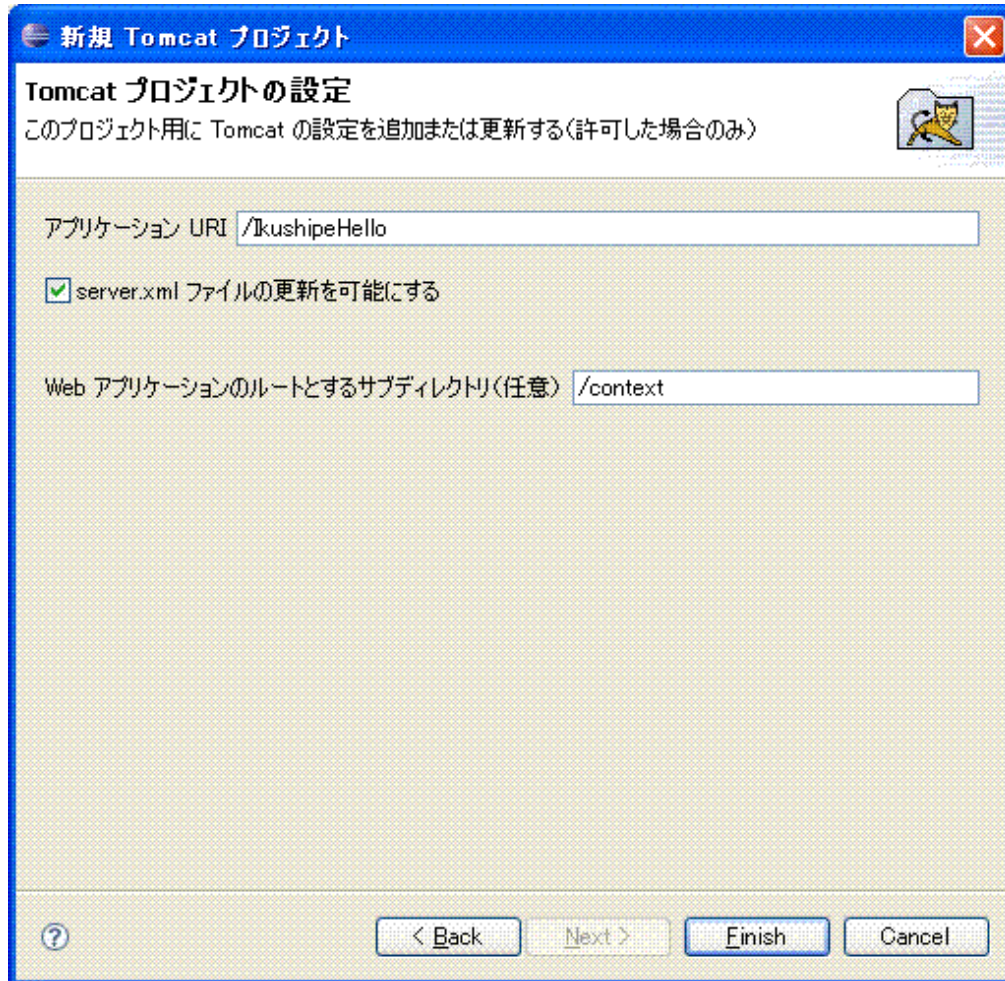 新規 Tomcat プロジェクト
Tomcat プロジェクトの設定
このプロジェクト用に Tomcat の設定を追加または更新する(許可した場合のみ)
アプリケーション URI /IkushipeHello
server.xml ファイルの更新を可能にする
Web アプリケーションのルートとするサブディレクトリ(任意) /context
? < Back Next > Finish Cancel